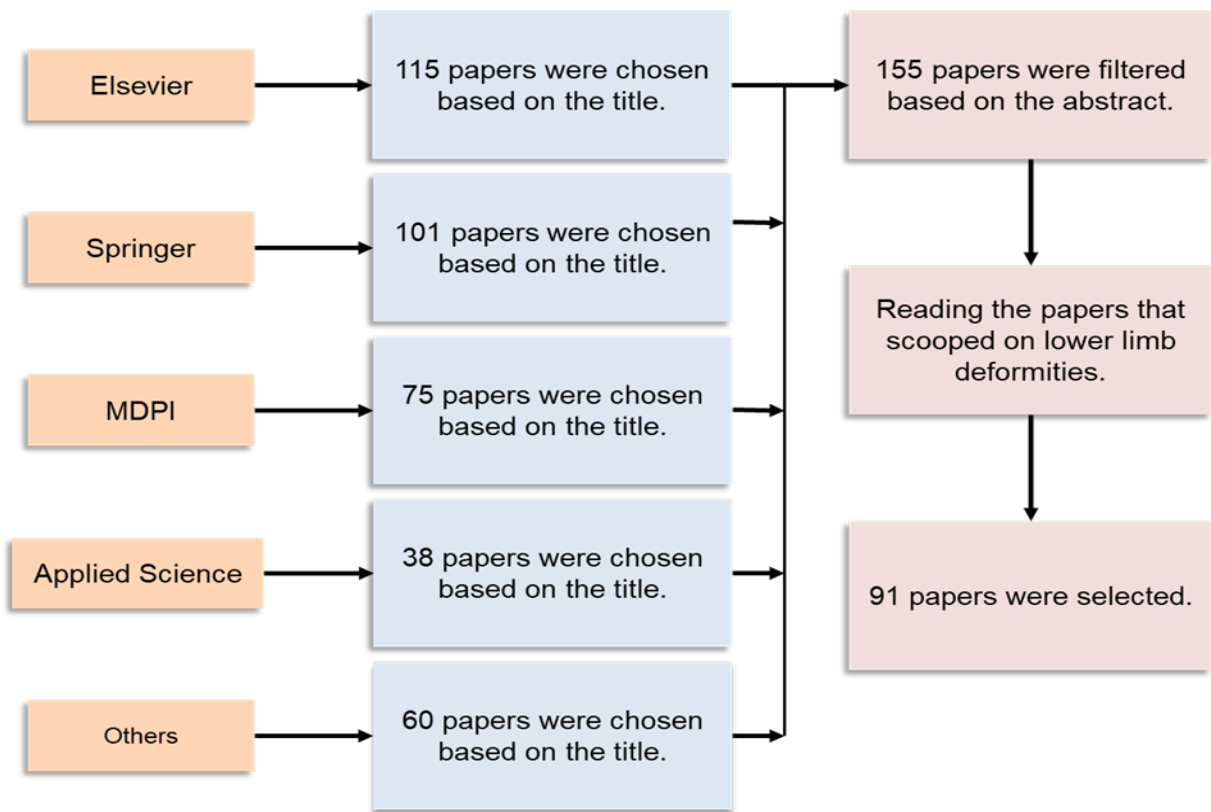 Elsevier
115 papers were chosen
based on the title.
155 papers were filtered
based on the abstract.
Springer
101 papers were chosen
based on the title.
Reading the papers that
scooped on lower limb
deformities.
MDPI
75 papers were chosen
based on the title.
Applied Science
38 papers were chosen
based on the title.
91 papers were selected.
Others
60 papers were chosen
based on the title.